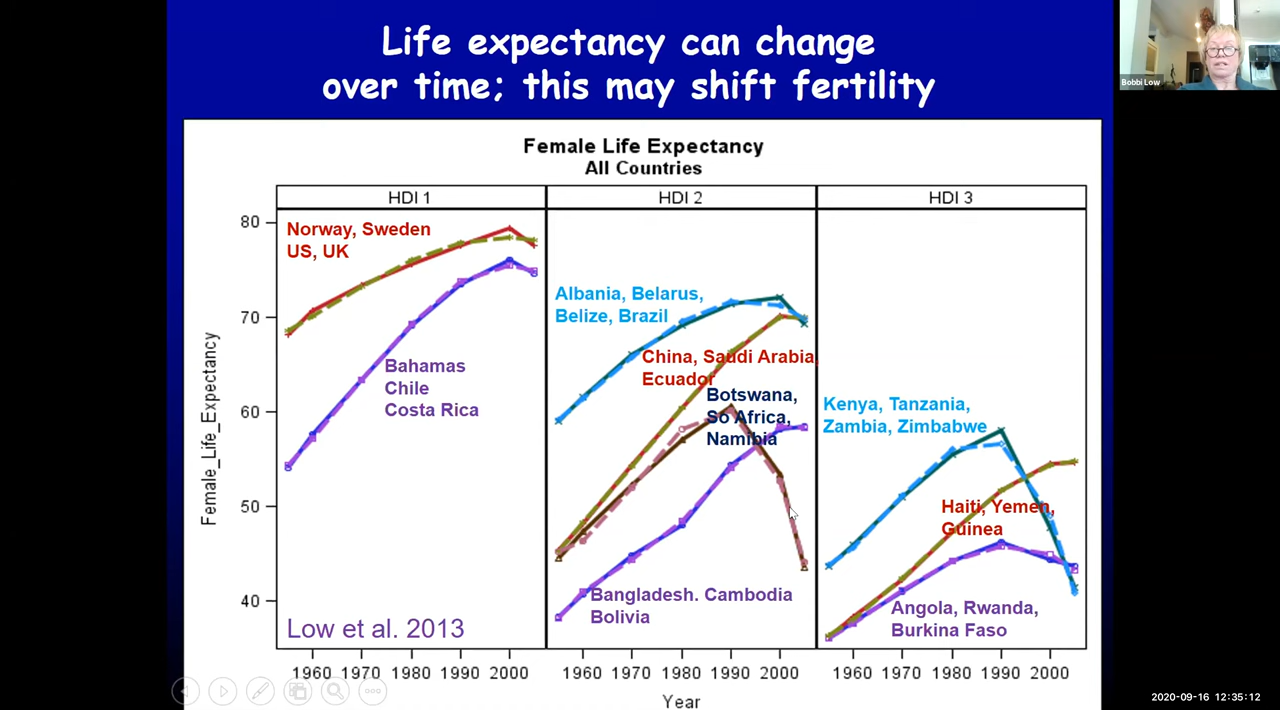 Life expectancy can change
over time; this may shift fertility
Bobbi Low
Female Life Expectancy
All Countries
HDI 1
HDI 2
HDI 3
Female_Life_Expectancy
80
70
60
50
40
Norway, Sweden
US, UK
Bahamas
Chile
Costa Rica
Low et al. 2013
Albania, Belarus,
Belize, Brazil
China, Saudi Arabia,
Ecuador
Botswana,
So Africa,
Namibia
Bangladesh. Cambodia
Bolivia
Kenya, Tanzania,
Zambia, Zimbabwe
Haiti, Yemen,
Guinea
Angola, Rwanda,
Burkina Faso
1960 1970 1980 1990 2000
1960 1970 1980 1990 2000
1960 1970 1980 1990 2000
Year
2020-09-16 12:35:12